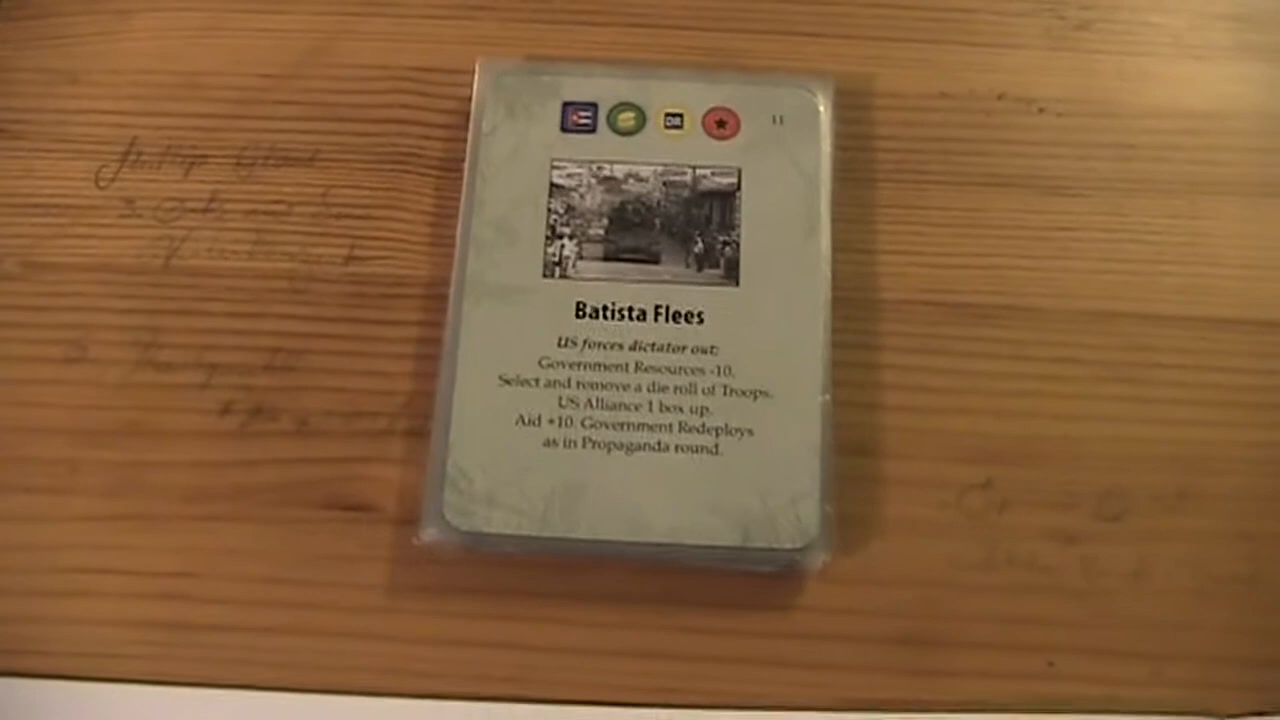 DR
11
Batista Flees
US forces dictator out:
Government Resources -10.
Select and remove a die roll of Troops.
US Alliance 1 box up.
Aid +10. Government Redeploys
as in Propaganda round.